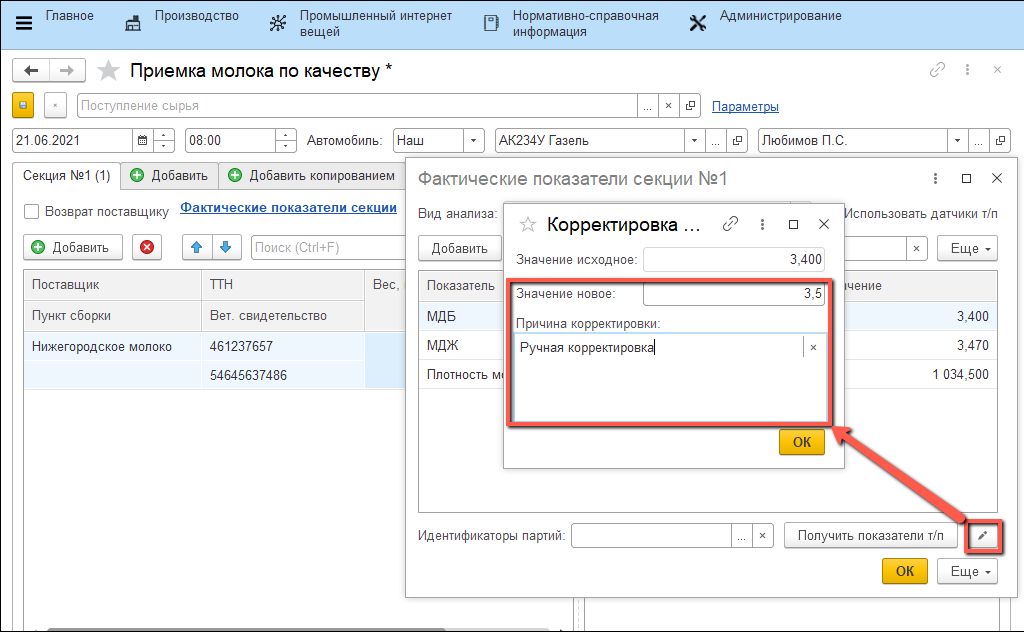 Главное
Производство
Промышленный интернет
вещей
Нормативно-справочная
информация
Администрирование
Приемка молока по качеству *
Поступление сырья
...
Параметры
21.06.2021
08:00
Автомобиль:
Наш
АК234У Газель
...
Любимов П.С.
...
Секция №1 (1)
Добавить
Добавить копированием
Возврат поставщику
Фактические показатели секции
Добавить
Поиск (Ctrl+F)
Поставщик
ТТН
Вес,
Пункт сборки
Вет. свидетельство
Нижегородское молоко
461237657
54645637486
Фактические показатели секции №1
Вид анализа:
Использовать датчики т/п
Добавить
Еще
Показатель
МДБ
3,400
МДЖ
3,470
Плотность
1 034,500
Корректировка ...
Значение исходное:
3,400
Значение новое:
3,5
Причина корректировки:
Ручная корректировка
ОК
Идентификаторы партий:
...
Получить показатели т/п
ОК
Еще